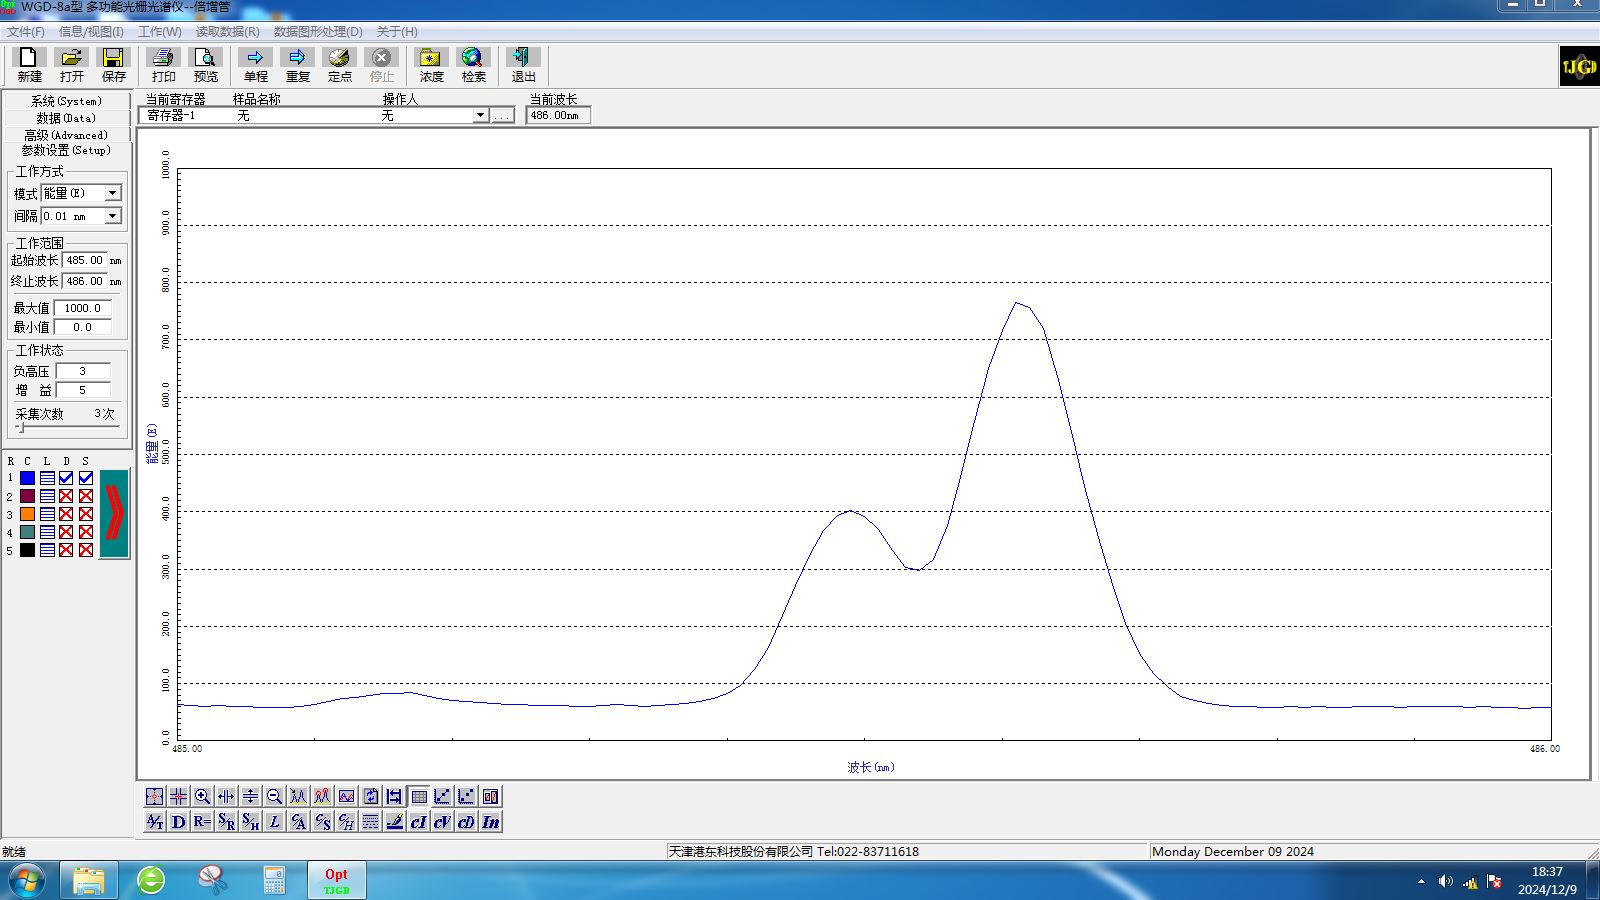 WGD-8a型 多功能光栅光谱仪--倍增管
文件(F) 信息/视图(I) 工作(W) 读取数据(R) 数据图形处理(D) 关于(H)
新建 打开 保存 打印 预览 单程 重复 定点 停止 浓度 检索 退出
TJGD
系统(System)
数据(Data)
高级(Advanced)
参数设置(Setup)
工作方式
模式 能量(E)
间隔 0.01 nm
工作范围
起始波长 485.00 nm
终止波长 486.00 nm
最大值 1000.0
最小值 0.0
工作状态
负高压 3
增 益 5
采集次数 3次
R C L D S
1
2
3
4
5
当前寄存器 样品名称 操作人 当前波长
寄存器-1 无 无 ... 486.00nm
1000.0
900.0
800.0
700.0
600.0
500.0
400.0
300.0
200.0
100.0
0.0
能量(E)
485.00 486.00
波长(nm)
A/T D R= S/R S/H L C/A C/S C/H cI cV cD In
就绪 天津港东科技股份有限公司 Tel:022-83711618 Monday December 09 2024
Opt
TJGD
18:37
2024/12/9